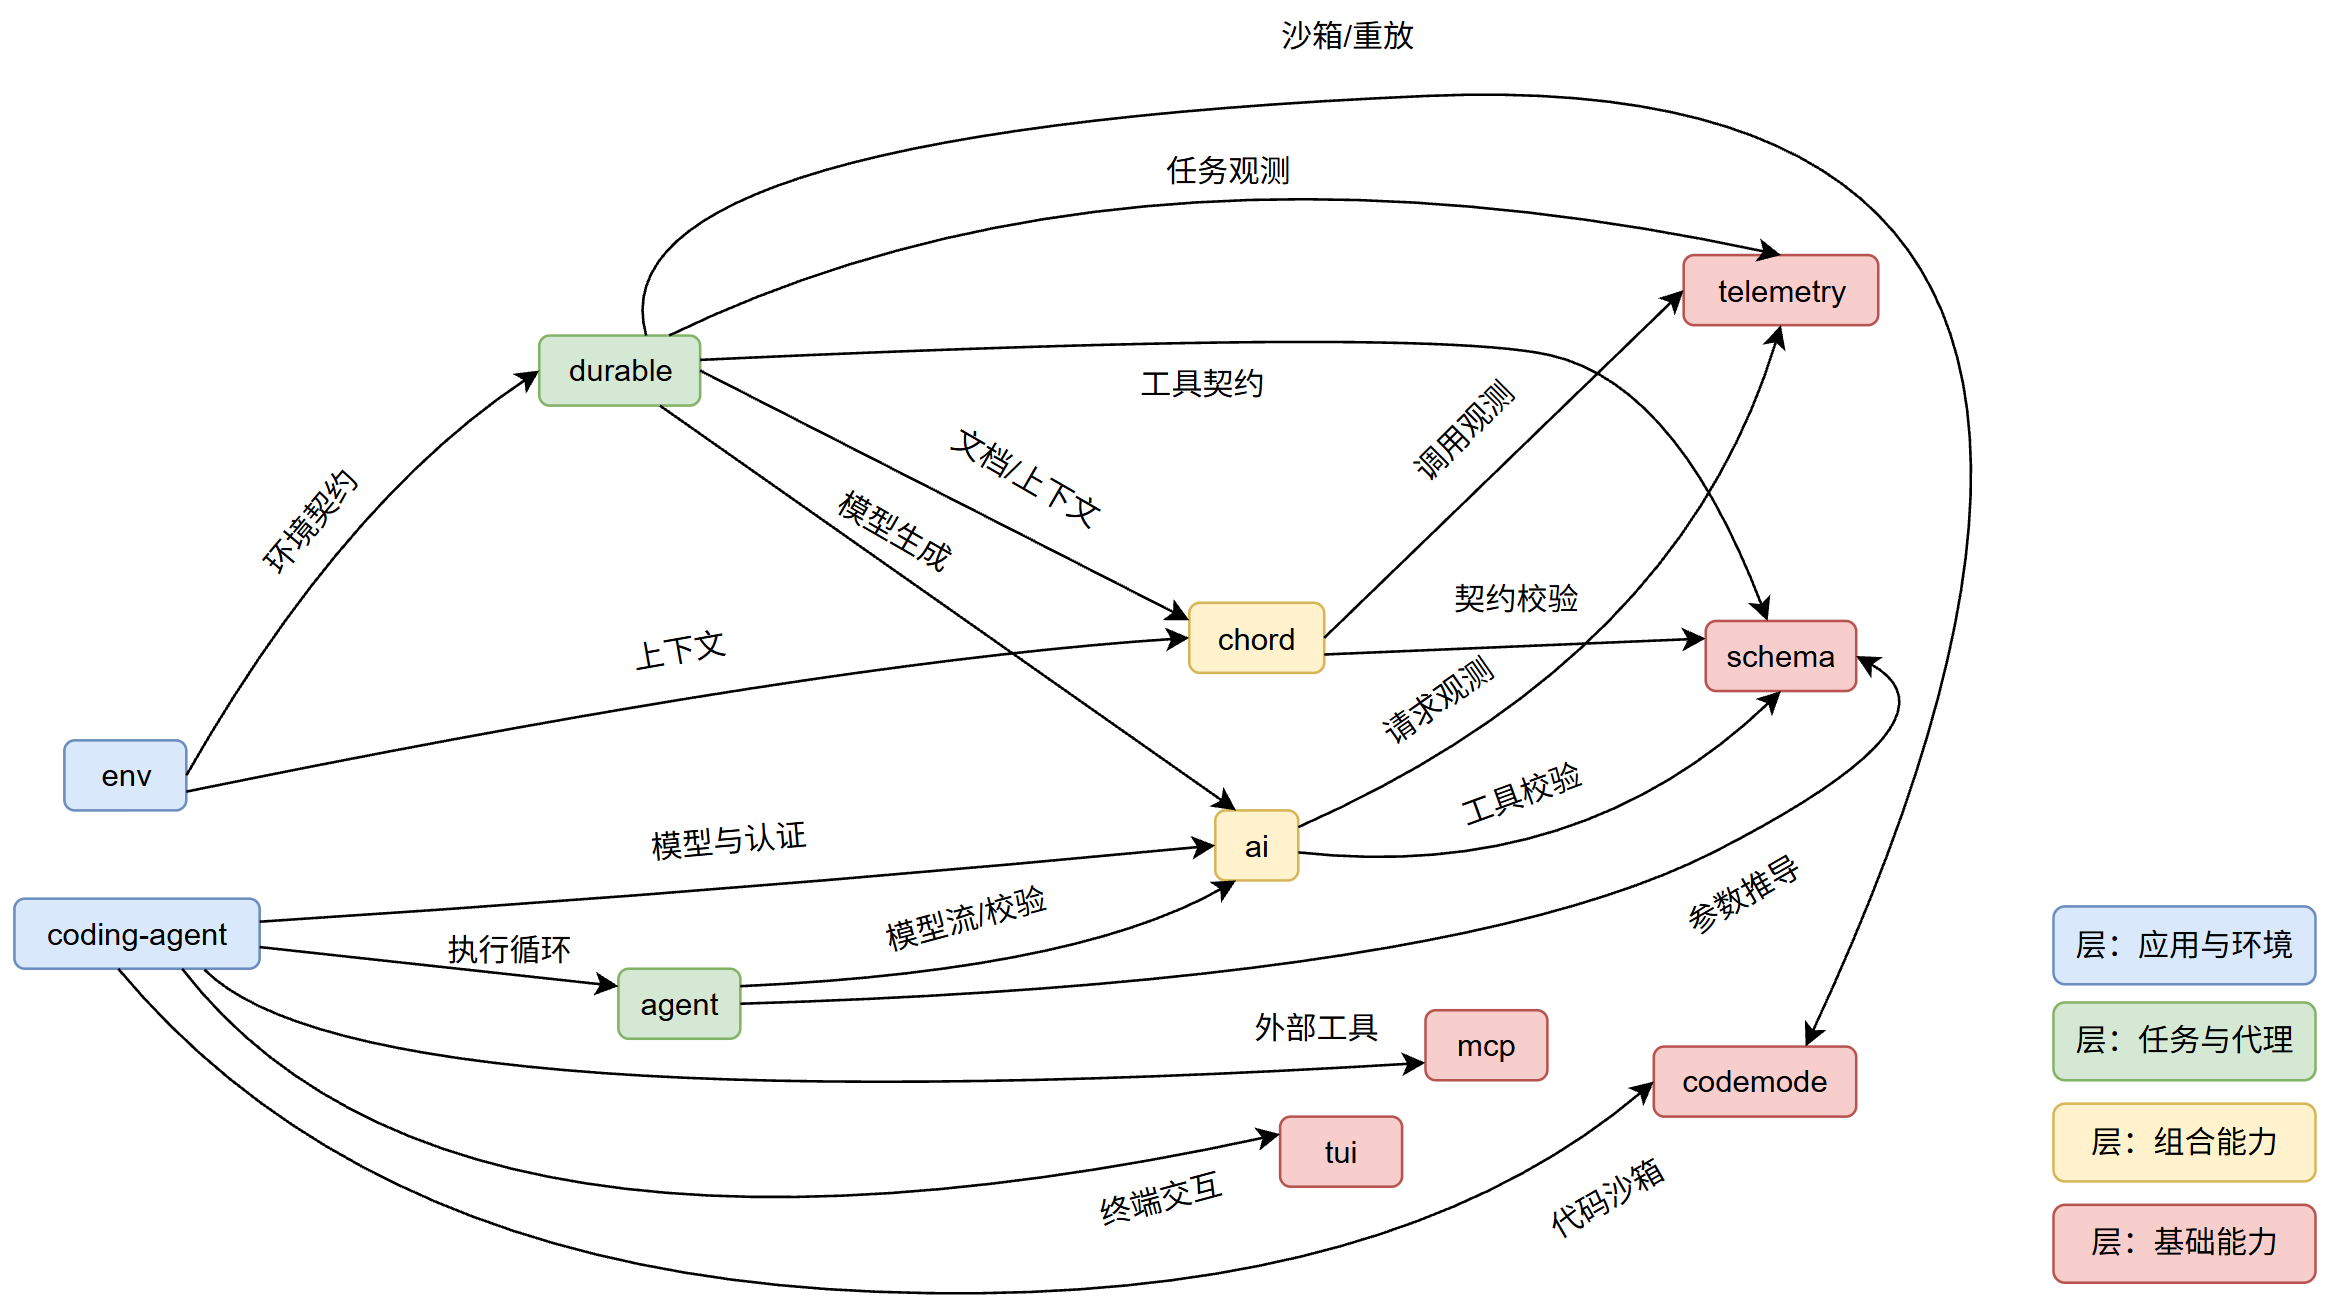 沙箱/重放
任务观测
telemetry
durable
工具契约
调用观测
文档/上下文
环境契约
模型生成
契约校验
chord
上下文
schema
请求观测
env
工具校验
模型与认证
ai
参数推导
模型流/校验
coding-agent
执行循环
agent
外部工具
mcp
codemode
tui
终端交互
代码沙箱
层：应用与环境
层：任务与代理
层：组合能力
层：基础能力